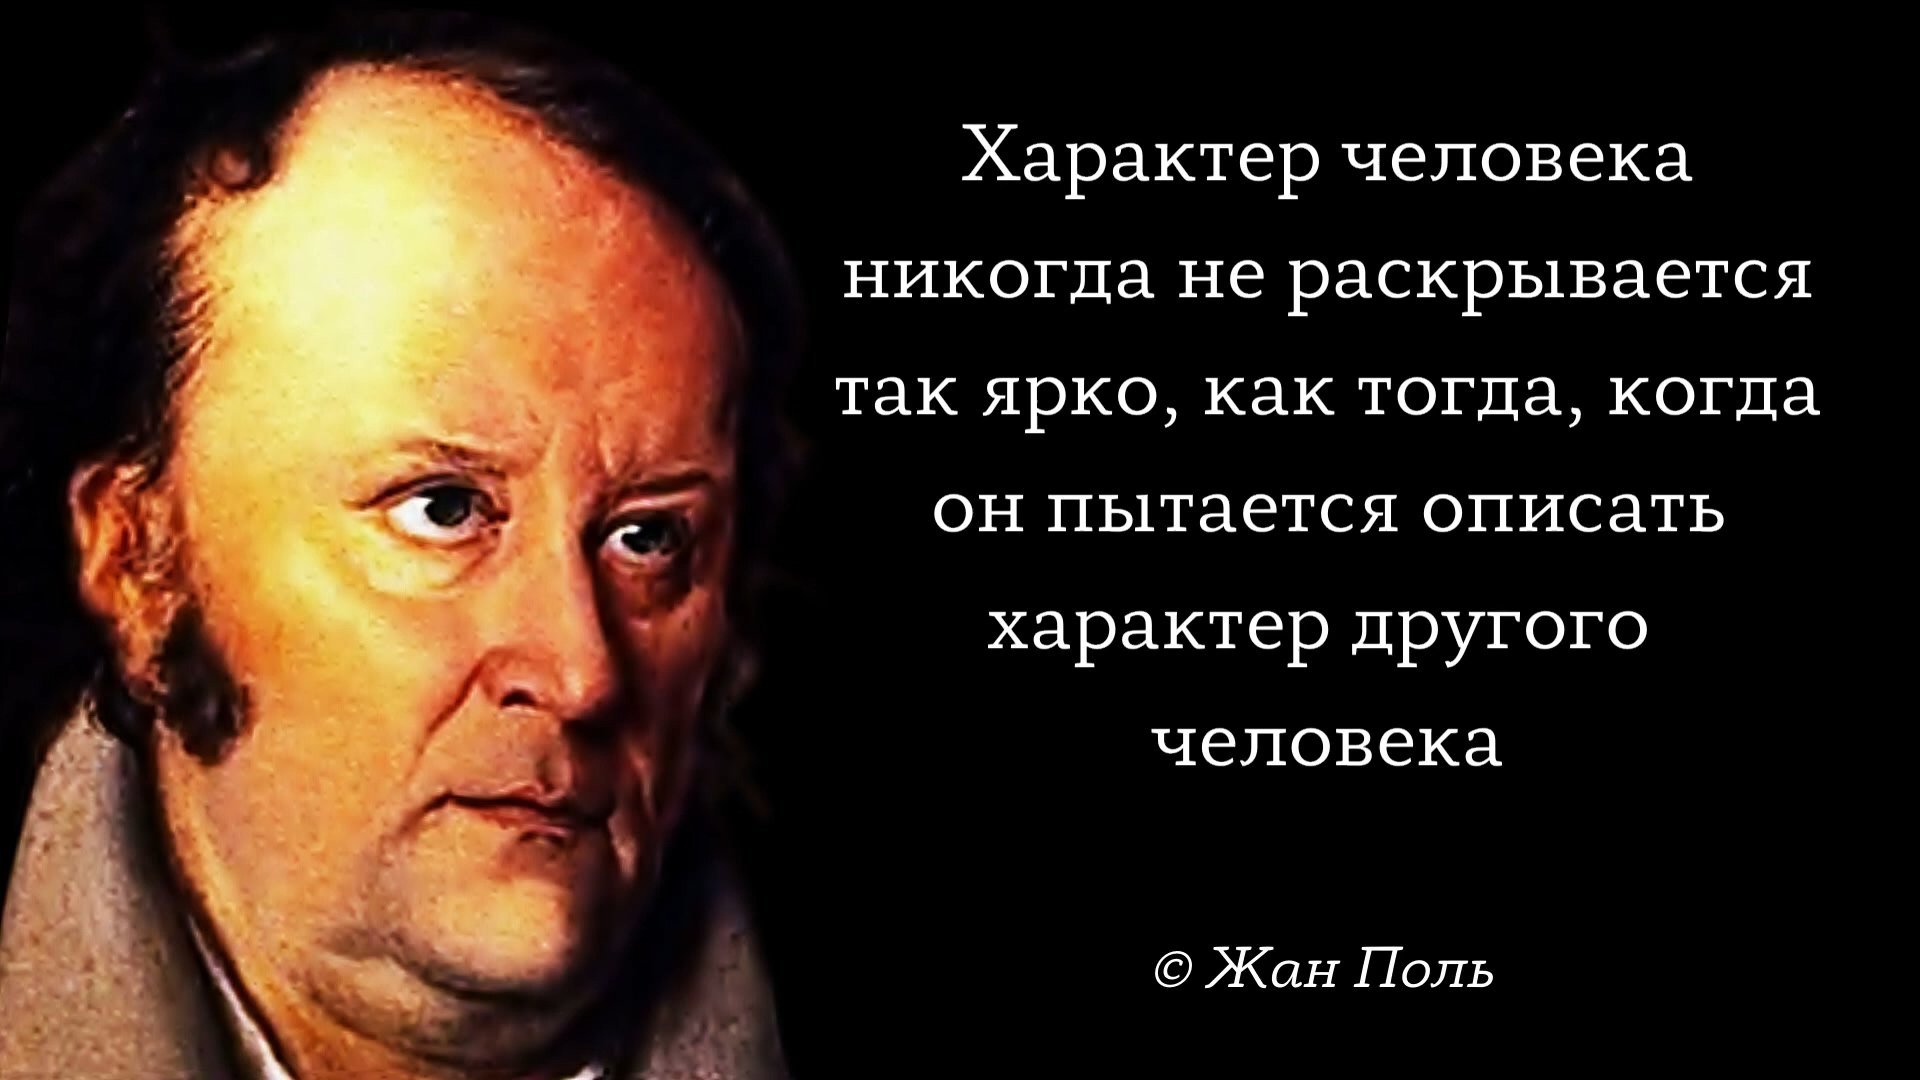 Характер человека
никогда не раскрывается
так ярко, как тогда, когда
он пытается описать
характер другого
человека
© Жан Поль